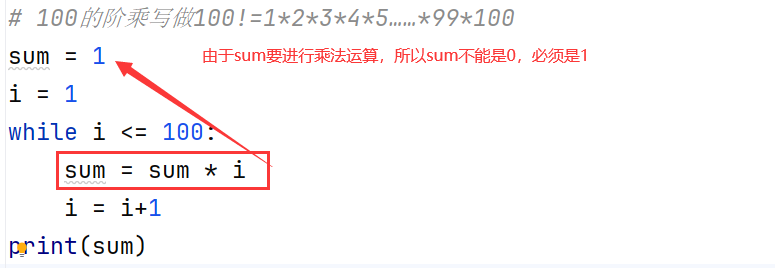 # 100的阶乘写做100!=1*2*3*4*5……*99*100
sum = 1
由于sum要进行乘法运算，所以sum不能是0，必须是1
i = 1
while i <= 100:
    sum = sum * i
    i = i+1
print(sum)